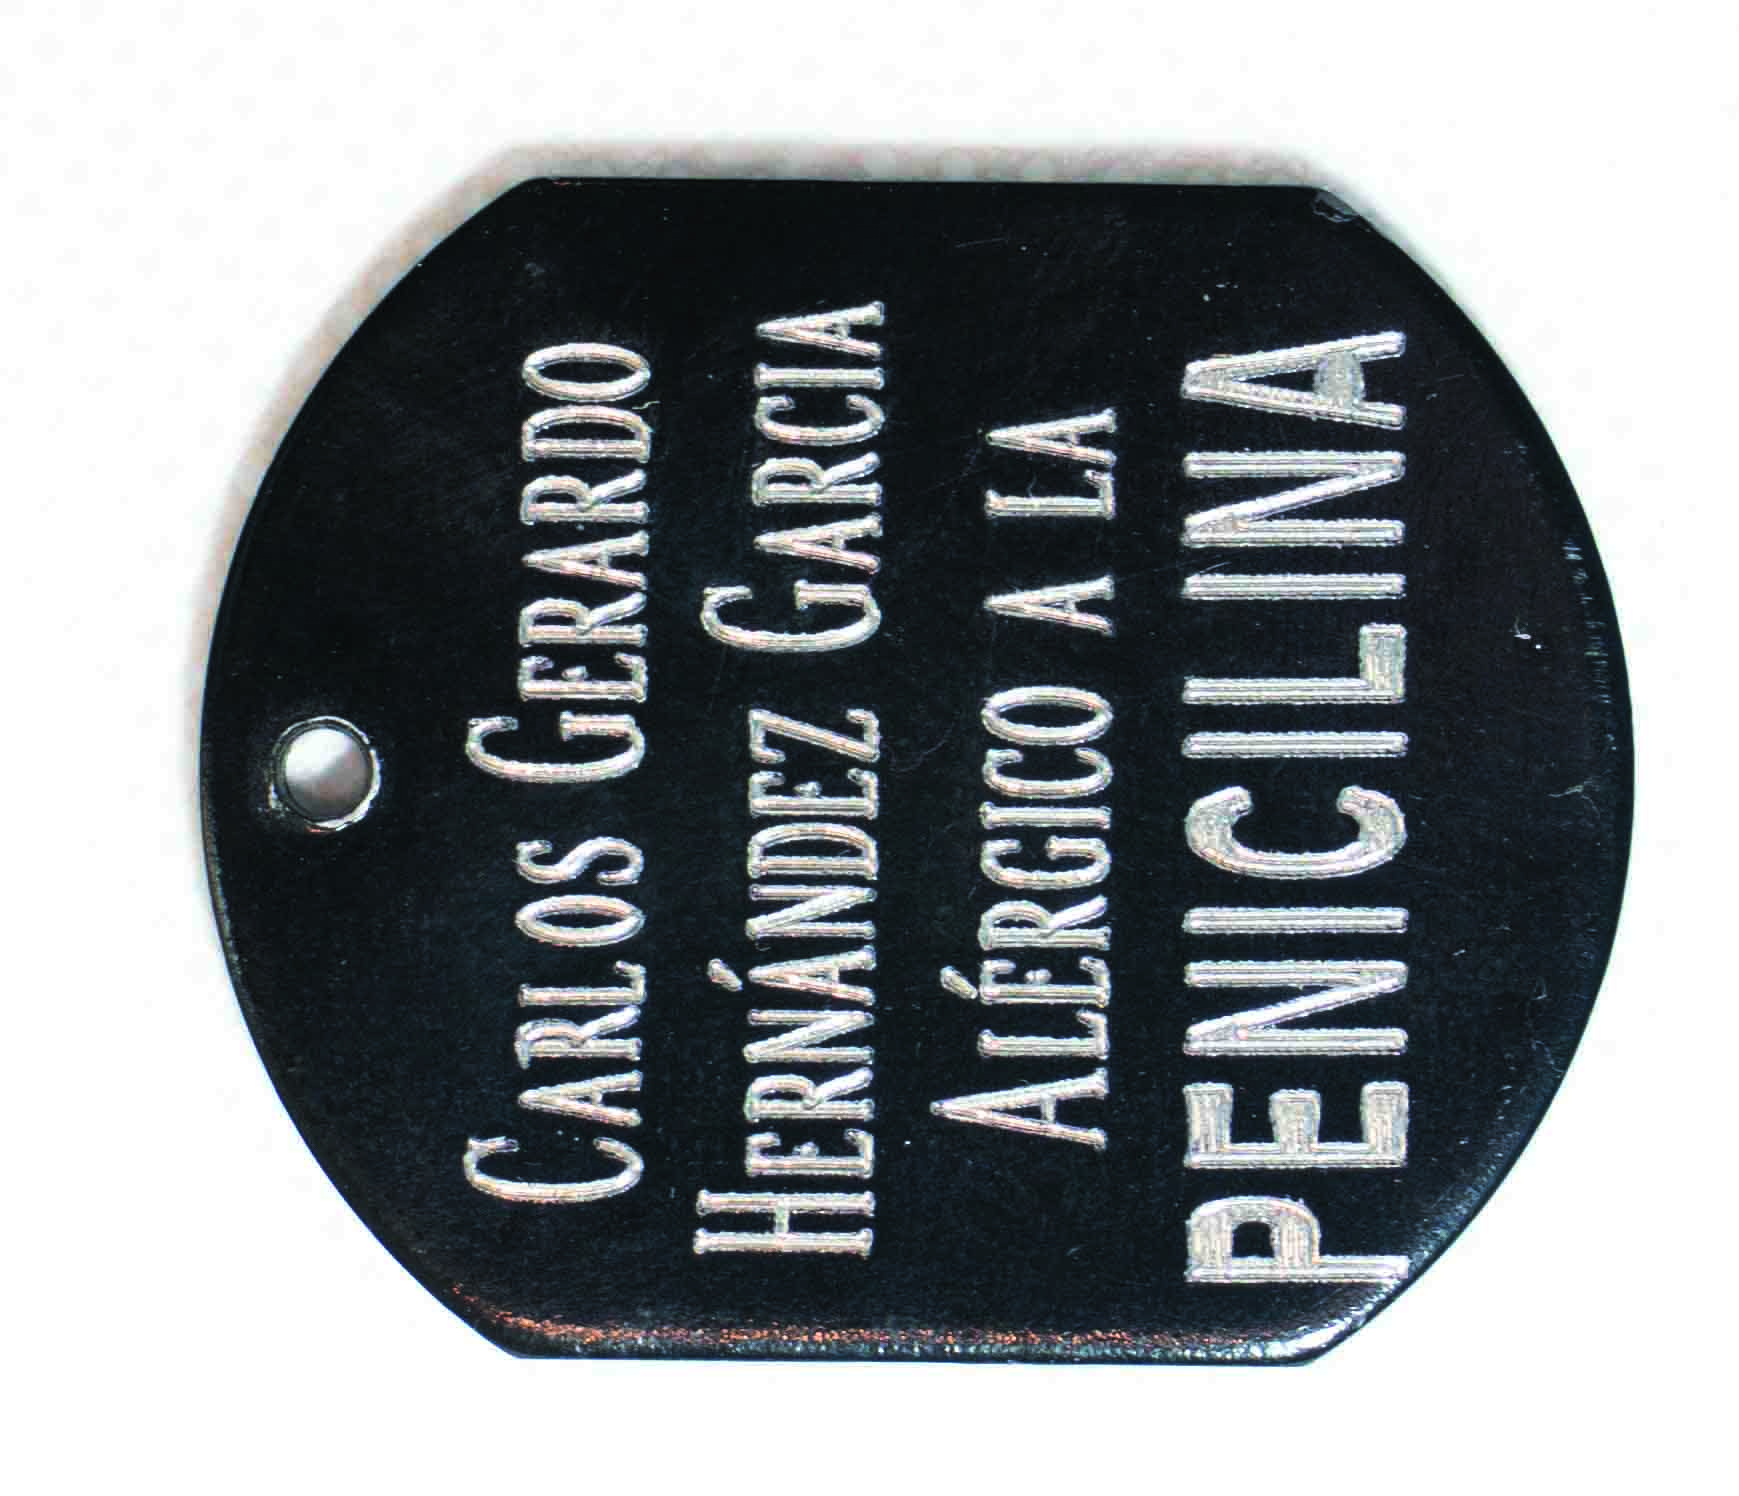 CARLOS GERARDO
HERNÁNDEZ GARCIA
ALÉRGICO A LA
PENICILINA